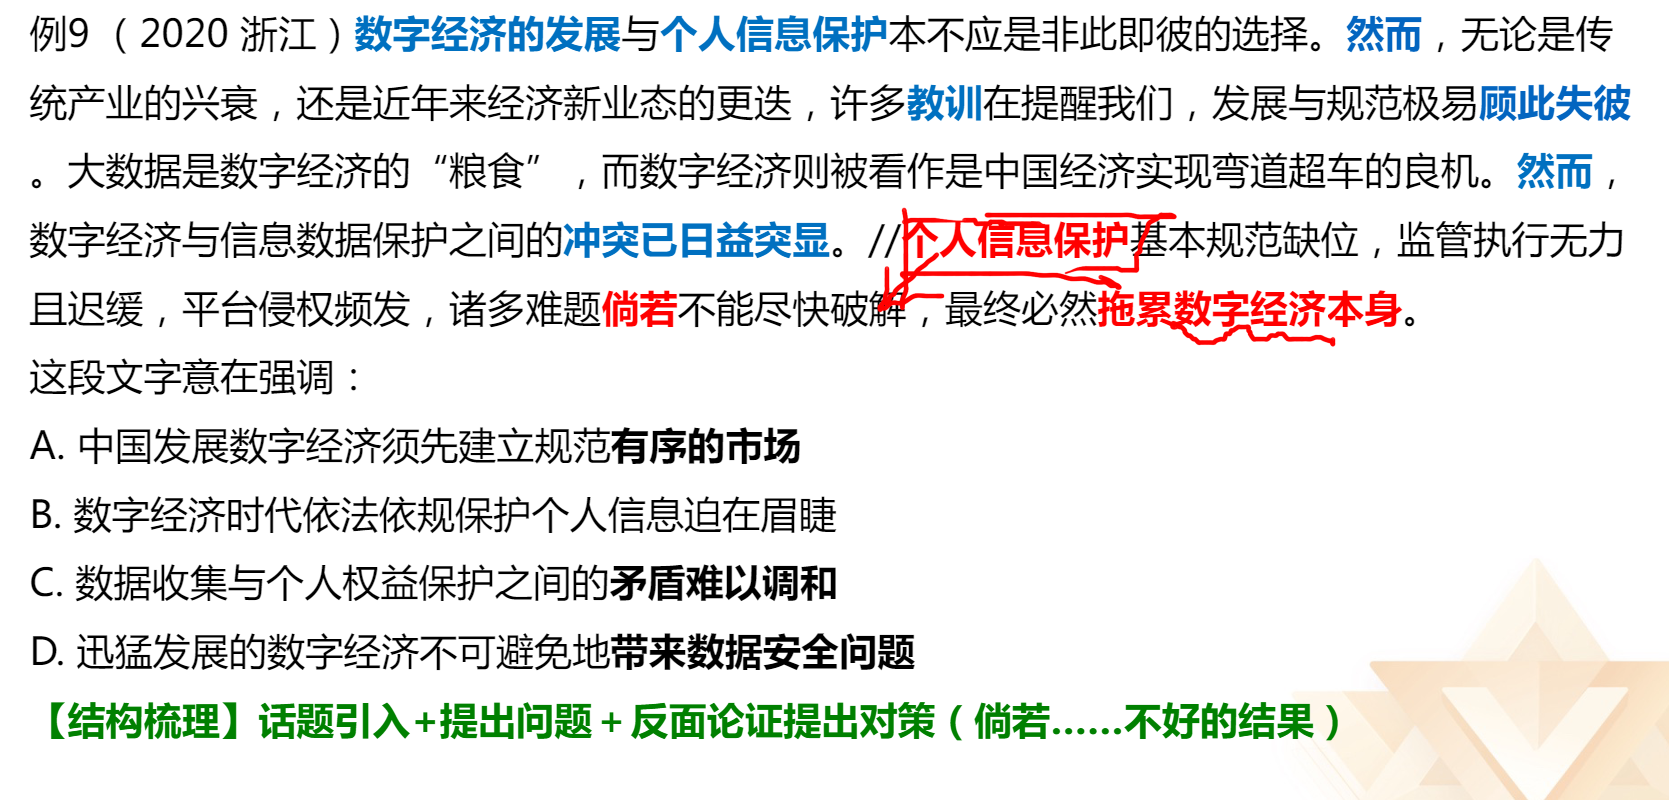 例9 （2020 浙江）数字经济的发展与个人信息保护本不应是非此即彼的选择。然而，无论是传
统产业的兴衰，还是近年来经济新业态的更迭，许多教训在提醒我们，发展与规范极易顾此失彼
。大数据是数字经济的“粮食”，而数字经济则被看作是中国经济实现弯道超车的良机。然而，
数字经济与信息数据保护之间的冲突已日益突显。//个人信息保护基本规范缺位，监管执行无力
且迟缓，平台侵权频发，诸多难题倘若不能尽快破解，最终必然拖累数字经济本身。
这段文字意在强调：
A. 中国发展数字经济须先建立规范有序的市场
B. 数字经济时代依法依规保护个人信息迫在眉睫
C. 数据收集与个人权益保护之间的矛盾难以调和
D. 迅猛发展的数字经济不可避免地带来数据安全问题
【结构梳理】话题引入+提出问题＋反面论证提出对策（倘若……不好的结果）